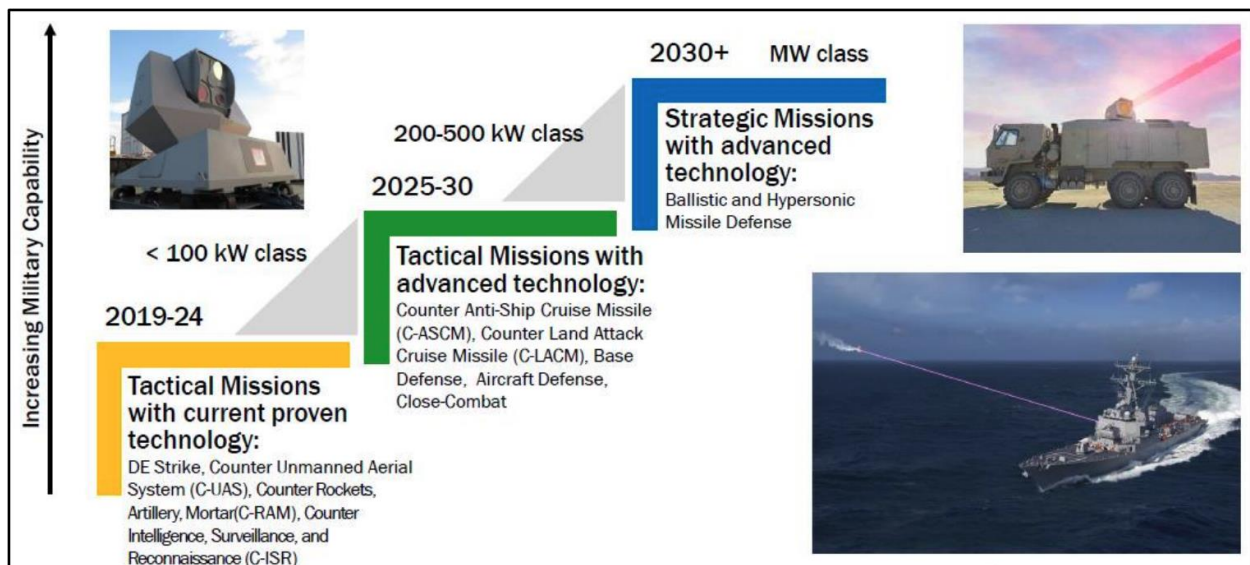 Increasing Military Capability
< 100 kW class
2019-24
Tactical Missions
with current proven
technology:
DE Strike, Counter Unmanned Aerial
System (C-UAS), Counter Rockets,
Artillery, Mortar(C-RAM), Counter
Intelligence, Surveillance, and
Reconnaissance (C-ISR)
200-500 kW class
2025-30
Tactical Missions with
advanced technology:
Counter Anti-Ship Cruise Missile
(C-ASCM), Counter Land Attack
Cruise Missile (C-LACM), Base
Defense, Aircraft Defense,
Close-Combat
2030+ MW class
Strategic Missions
with advanced
technology:
Ballistic and Hypersonic
Missile Defense